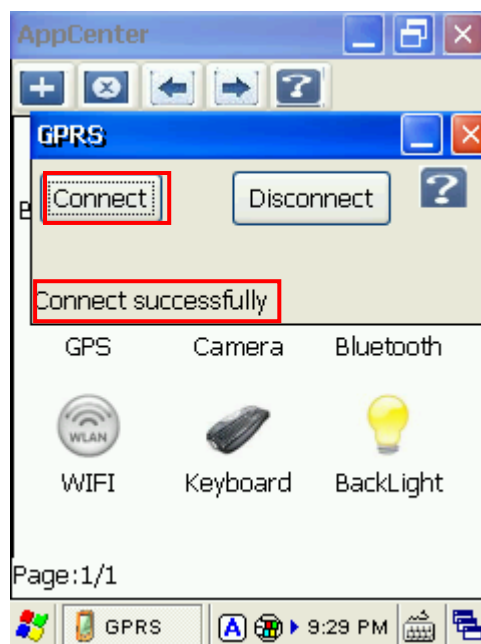 AppCenter
GPRS
B
Connect Disconnect
Connect successfully
GPS Camera Bluetooth
WLAN
WIFI Keyboard BackLight
Page:1/1
GPRS A 9:29 PM